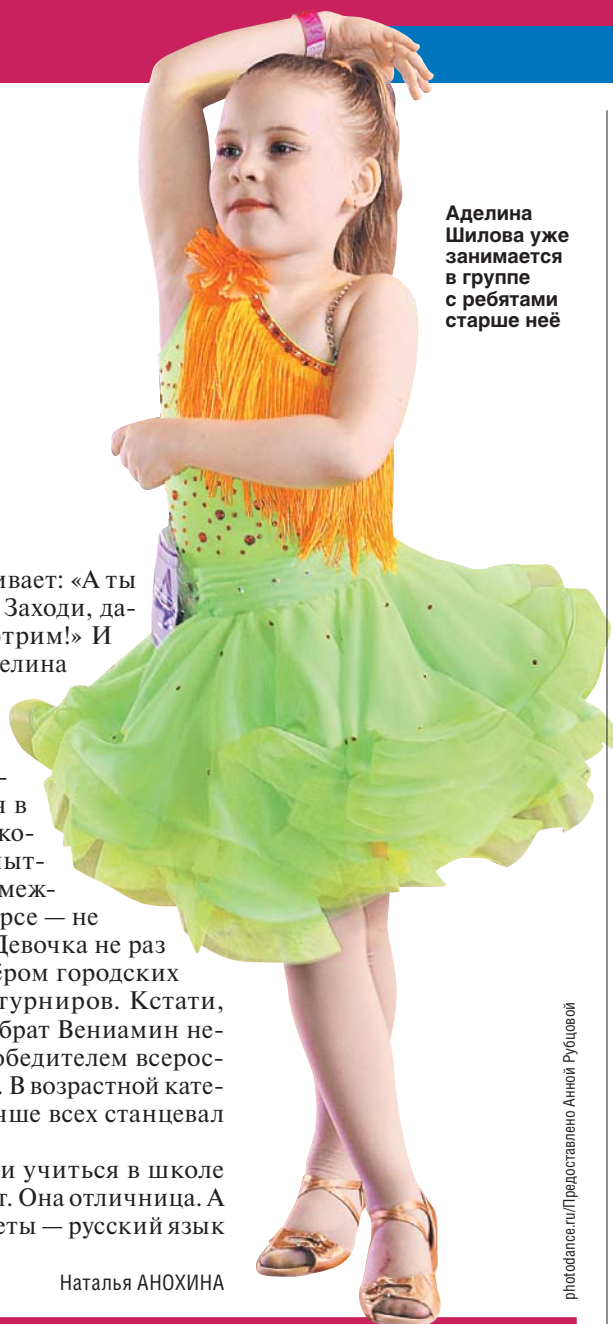 Аделина
Шилова уже
занимается
в группе
с ребятами
старше неё
ивает: «А ты
Заходи, да-
отрим!» И
елина
-
я в
ко-
ыт-
меж-
рсе — не
Девочка не раз
ёром городских
турниров. Кстати,
брат Вениамин не-
обедителем всерос-
. В возрастной кате-
чше всех станцевал
и учиться в школе
т. Она отличница. А
еты — русский язык
Наталья АНОХИНА
photodance.ru/Предоставлено Анной Рубцовой